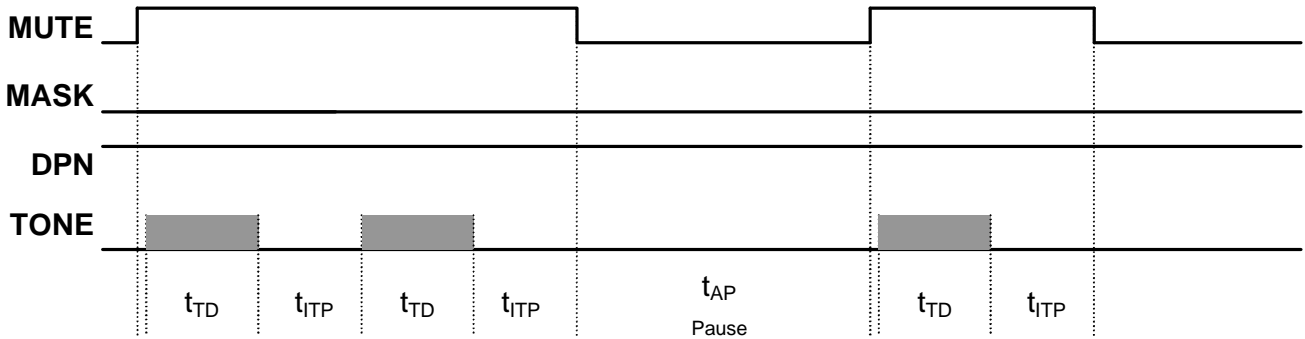 MUTE
MASK
DPN
TONE
tTD tITP tTD tITP tAP tTD tITP
Pause